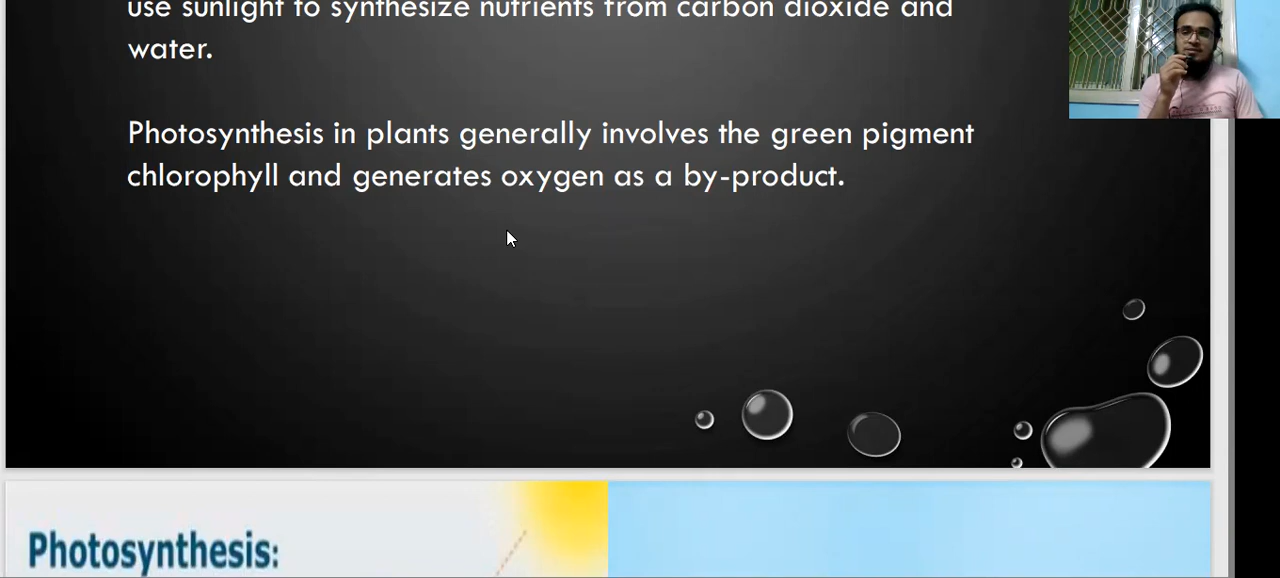 use sunlight to synthesize nutrients from carbon dioxide and
water.
Photosynthesis in plants generally involves the green pigment
chlorophyll and generates oxygen as a by-product.
Photosynthesis: